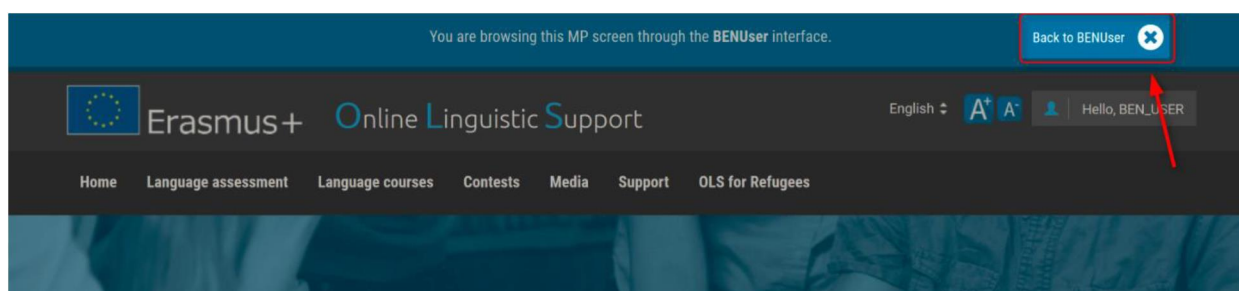 You are browsing this MP screen through the BENUser interface.
Back to BENUser
Erasmus+ Online Linguistic Support
English A+ A- Hello, BEN_USER
Home Language assessment Language courses Contests Media Support OLS for Refugees